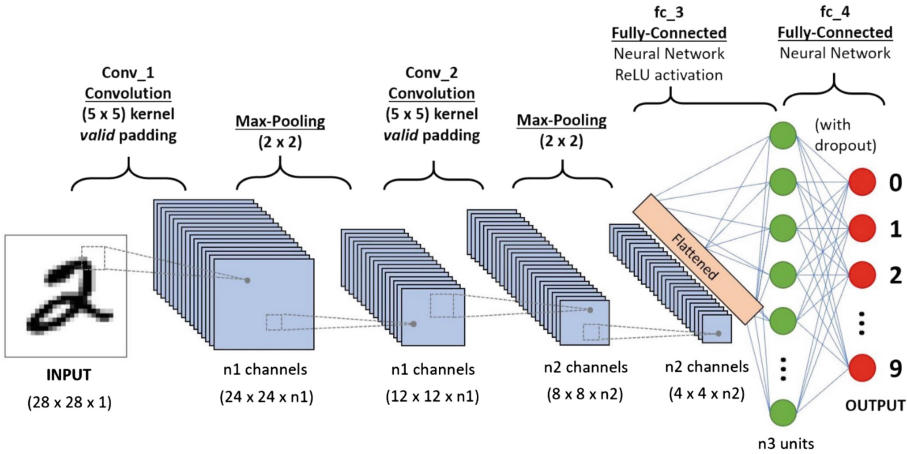 Conv_1
Convolution
(5 x 5) kernel
valid padding
Max-Pooling
(2 x 2)
Conv_2
Convolution
(5 x 5) kernel
valid padding
Max-Pooling
(2 x 2)
fc_3
Fully-Connected
Neural Network
ReLU activation
fc_4
Fully-Connected
Neural Network
(with
dropout)
Flattened
0
1
2
...
9
OUTPUT
...
n3 units
2
INPUT
(28 x 28 x 1)
n1 channels
(24 x 24 x n1)
n1 channels
(12 x 12 x n1)
n2 channels
(8 x 8 x n2)
n2 channels
(4 x 4 x n2)